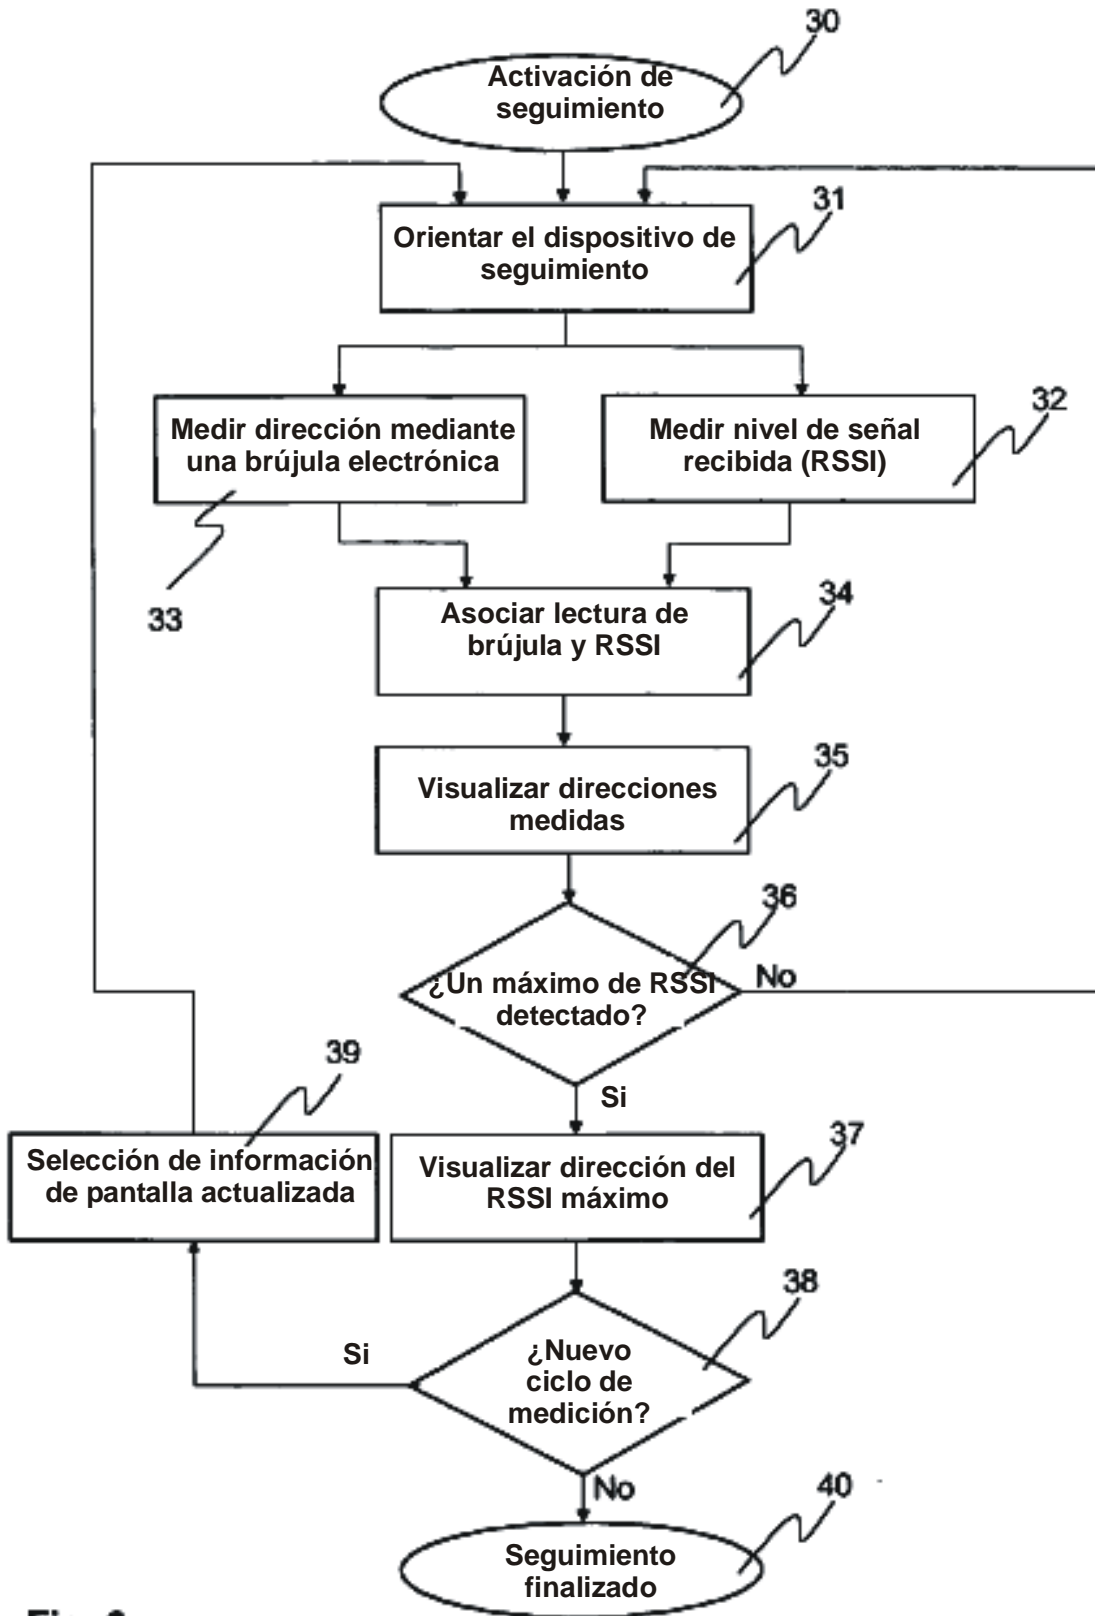 30
Activación de
seguimiento
31
Orientar el dispositivo de
seguimiento
Medir dirección mediante
una brújula electrónica
33
32
Medir nivel de señal
recibida (RSSI)
34
Asociar lectura de
brújula y RSSI
35
Visualizar direcciones
medidas
36
¿Un máximo de RSSI
detectado?
No
Si
39
Selección de información
de pantalla actualizada
37
Visualizar dirección del
RSSI máximo
38
¿Nuevo
ciclo de
medición?
Si
No
40
Seguimiento
finalizado